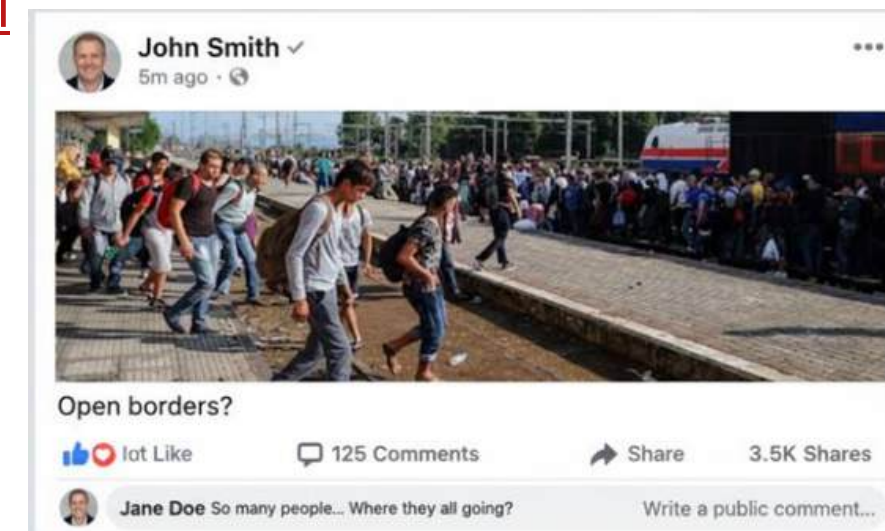 John Smith
5m ago ·
Open borders?
lot Like 125 Comments Share 3.5K Shares
Jane Doe So many people... Where they all going? Write a public comment...